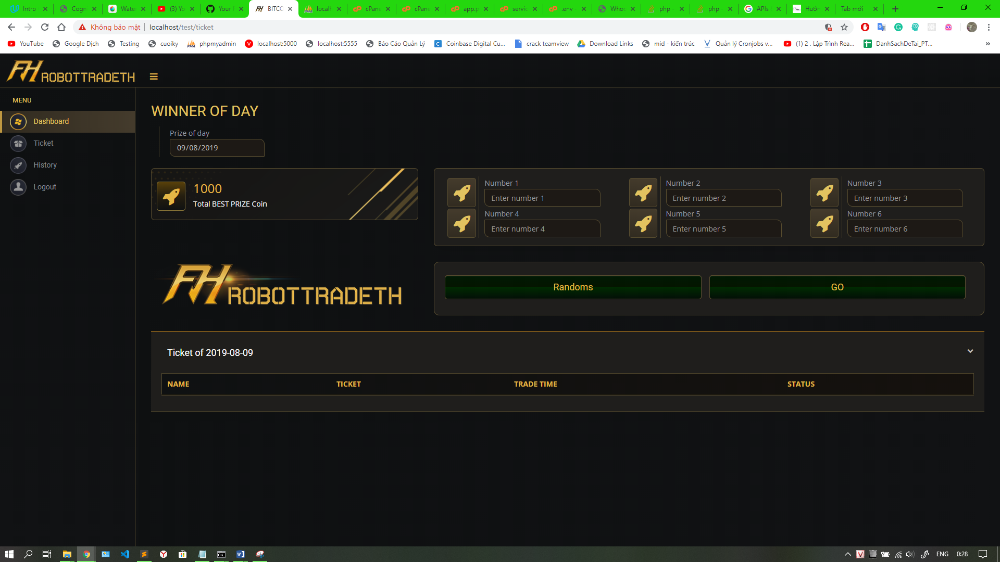 Intro
Cogn
Wate
(3) Yo
Your
BITCC
localh
cPane
cPane
app.p
servic
.env -
Whoc
php -
php -
APIs
Hướn
Tab mới
Không bảo mật
localhost/test/ticket
YouTube
Google Dịch
Testing
cuoiky
phpmyadmin
localhost:5000
localhost:5555
Báo Cáo Quản Lý
Coinbase Digital Cu...
crack teamview
Download Links
mid - kiến trúc
Quản lý Cronjobs v...
(1) 2 . Lập Trình Rea...
DanhSachDeTai_PT...
»
FH ROBOTTRADETH
MENU
Dashboard
Ticket
History
Logout
WINNER OF DAY
Prize of day
09/08/2019
1000
Total BEST PRIZE Coin
Number 1
Enter number 1
Number 2
Enter number 2
Number 3
Enter number 3
Number 4
Enter number 4
Number 5
Enter number 5
Number 6
Enter number 6
FH ROBOTTRADETH
Randoms
GO
Ticket of 2019-08-09
NAME TICKET TRADE TIME STATUS
ENG
0:28